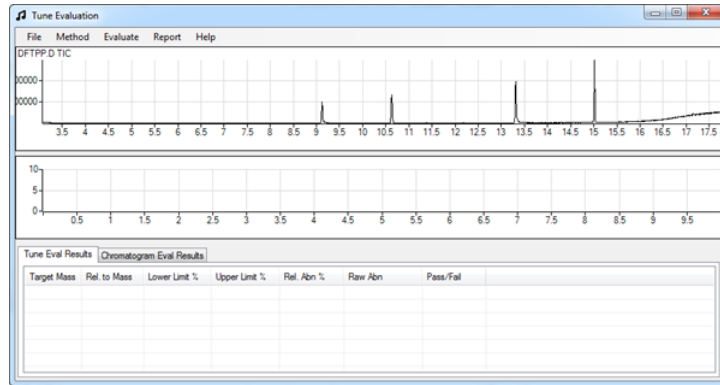 Tune Evaluation
File Method Evaluate Report Help
DFTPP.D TIC
00000
00000
3.5 4 4.5 5 5.5 6 6.5 7 7.5 8 8.5 9 9.5 10 10.5 11 11.5 12 12.5 13 13.5 14 14.5 15 15.5 16 16.5 17 17.5
10
5
0
0.5 1 1.5 2 2.5 3 3.5 4 4.5 5 5.5 6 6.5 7 7.5 8 8.5 9 9.5
Tune Eval Results Chromatogram Eval Results
Target Mass Rel. to Mass Lower Limit % Upper Limit % Rel. Abn % Raw Abn Pass/Fail